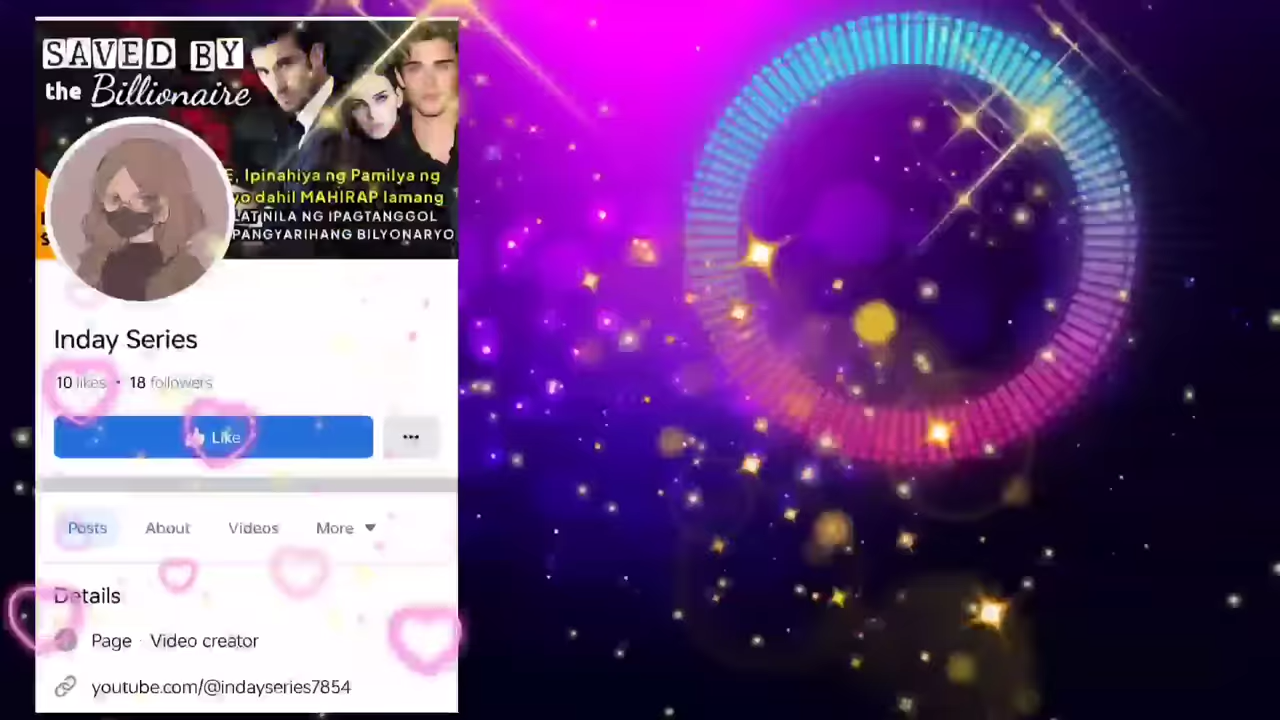 SAVED BY
the Billionaire
E, Ipinahiya ng Pamilya ng
yo dahil MAHIRAP lamang
NILA NG IPAGTANGGOL
PANGYARIHANG BILYONARYO
Inday Series
10 likes • 18 followers
Like
Posts About Videos More
Details
Page · Video creator
youtube.com/@indayseries7854